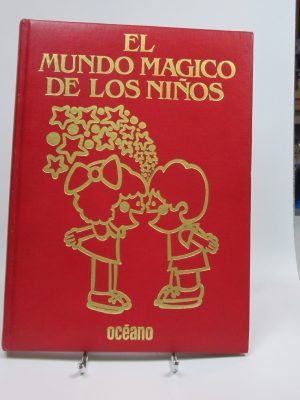 EL
MUNDO MAGICO
DE LOS NIÑOS
océano